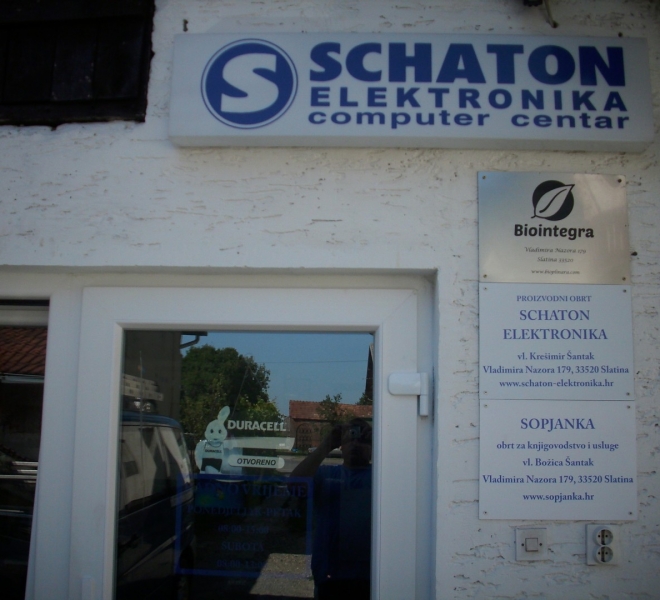 S SCHATON
ELEKTRONIKA
computer centar
Biointegra
Vladimira Nazora 179
Slatina 33520
PROIZVODNI OBRT
SCHATON
ELEKTRONIKA
vl. Krešimir Šantak
Vladimira Nazora 179, 33520 Slatina
www.schaton-elektronika.hr
SOPJANKA
obrt za knjigovodstvo i usluge
vl. Božica Šantak
Vladimira Nazora 179, 33520 Slatina
www.sopjanka.hr
DURACELL
OTVORENO
SUBOTA